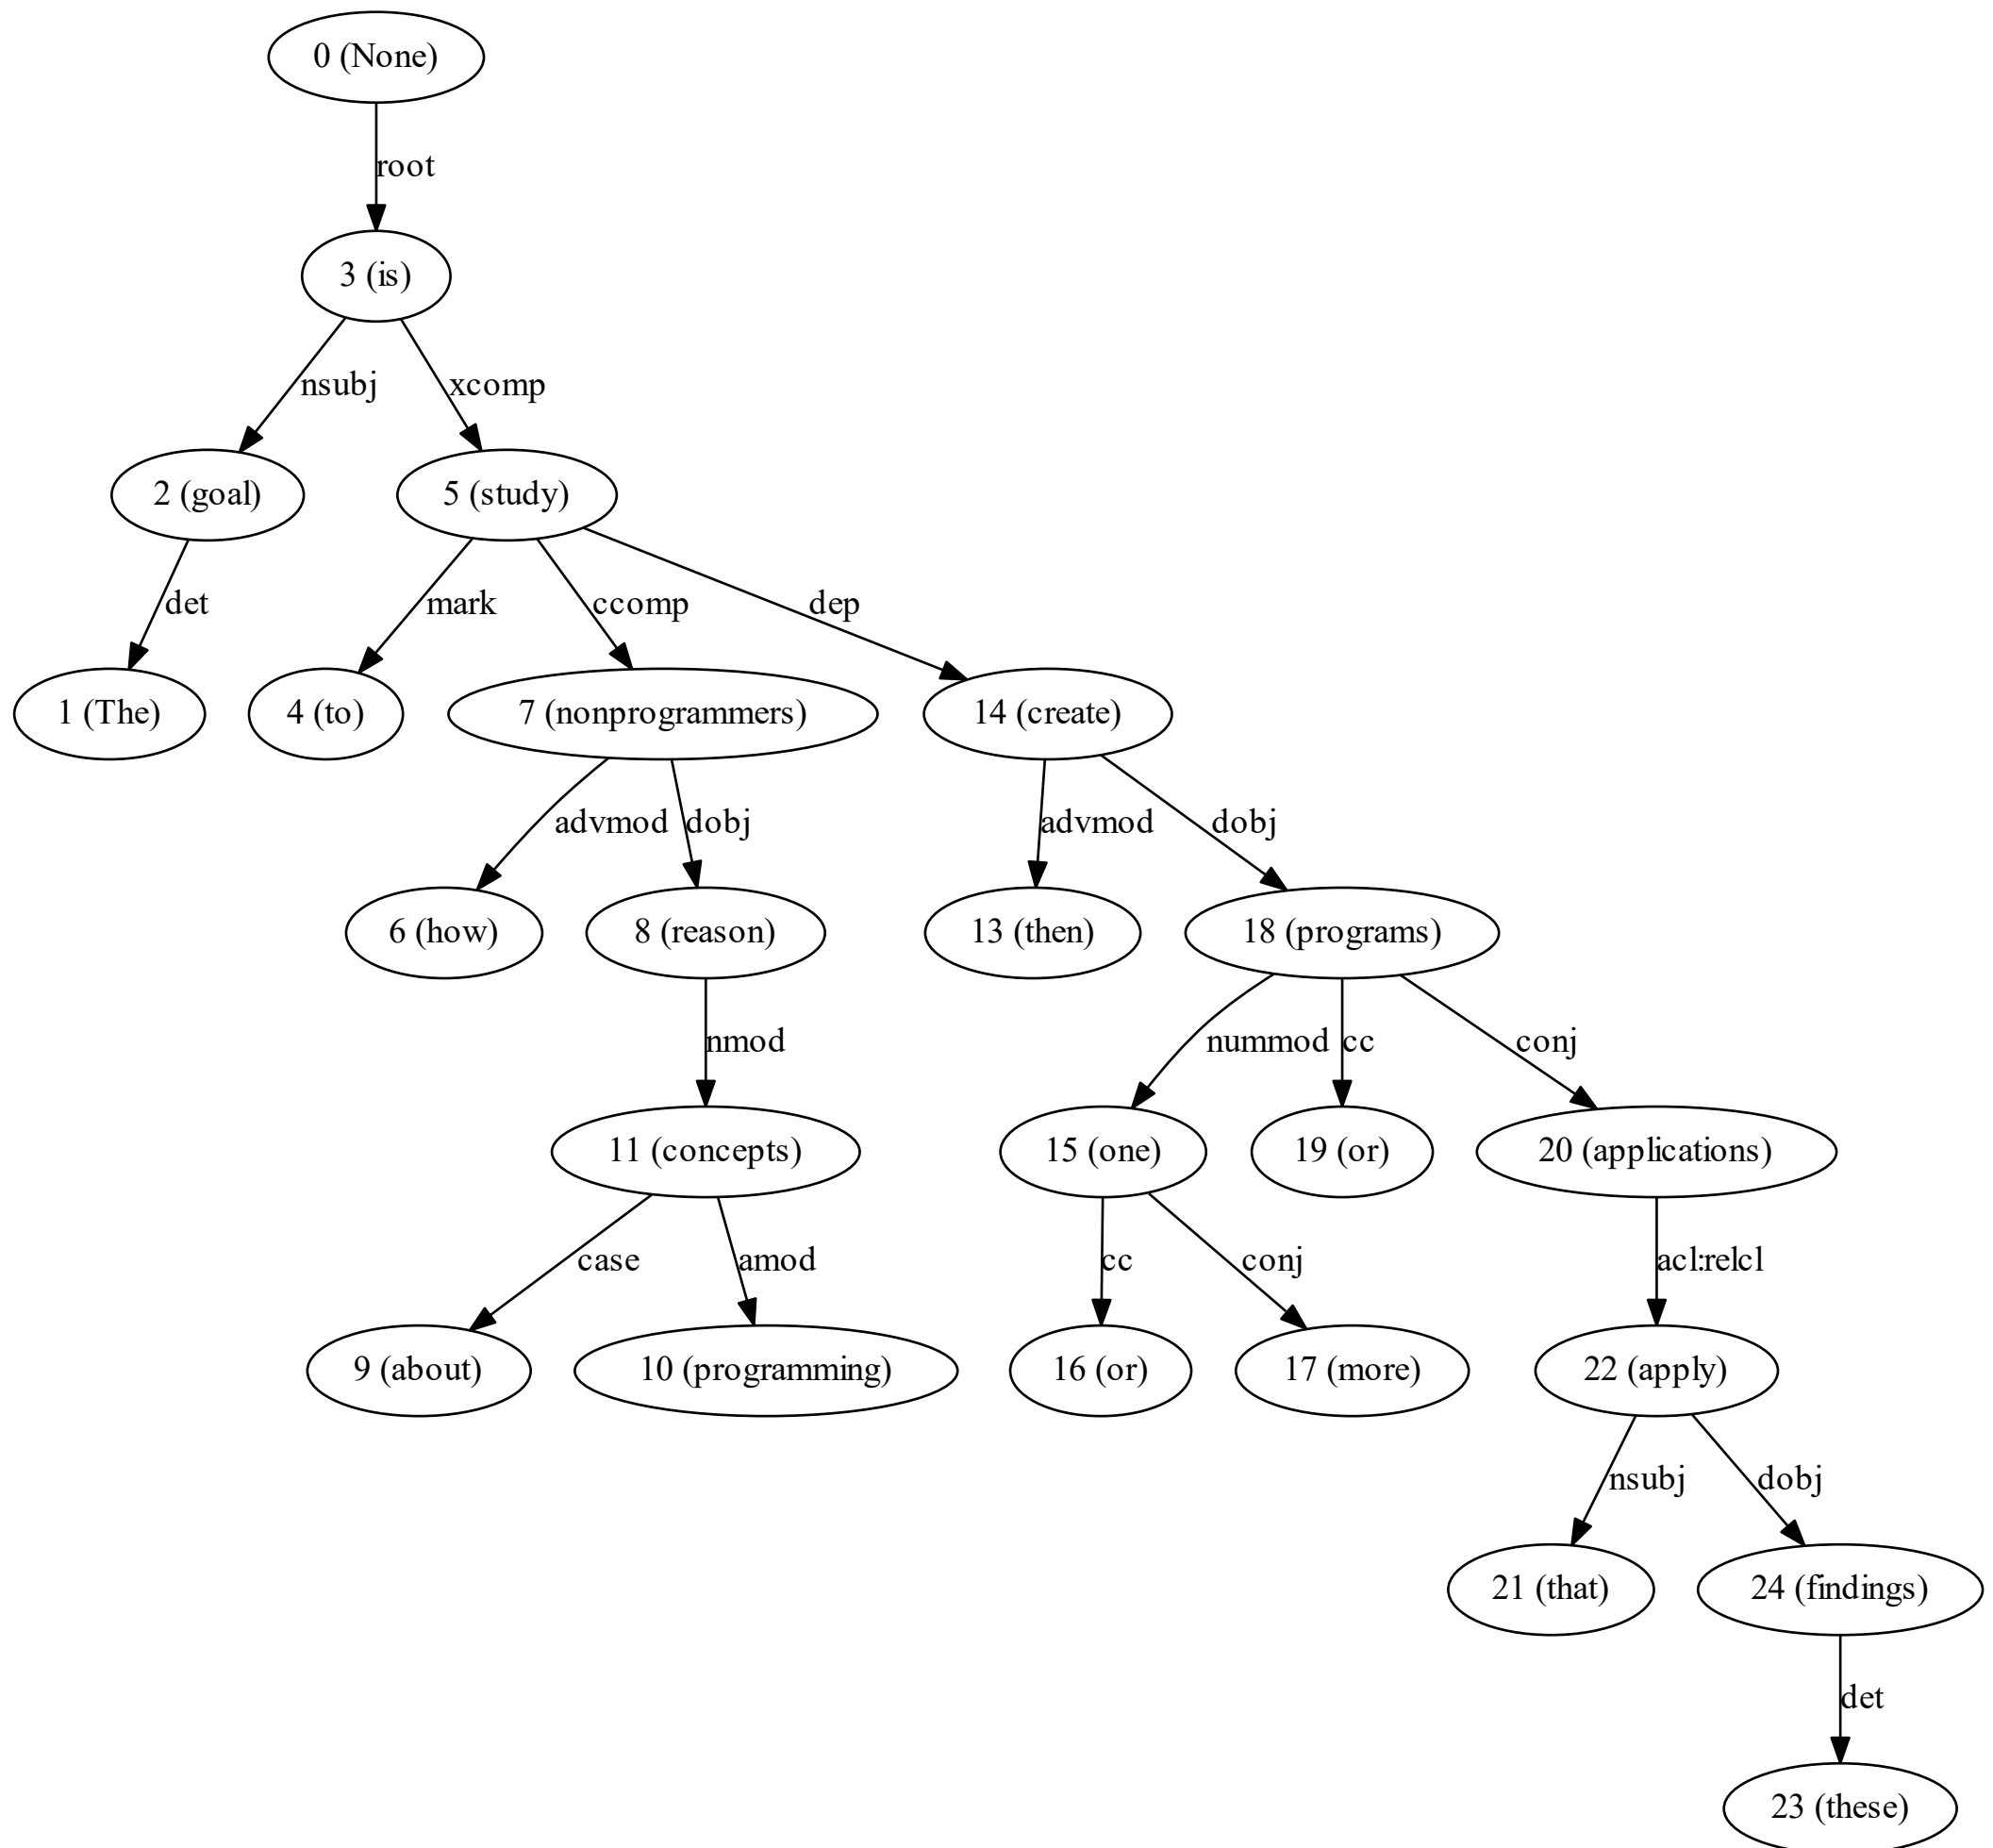 0 (None)
root
3 (is)
nsubj xcomp
2 (goal) 5 (study)
det mark ccomp dep
1 (The) 4 (to) 7 (nonprogrammers) 14 (create)
advmod dobj advmod dobj
6 (how) 8 (reason) 13 (then) 18 (programs)
nmod nummod cc conj
11 (concepts) 15 (one) 19 (or) 20 (applications)
case amod cc conj acl:relcl
9 (about) 10 (programming) 16 (or) 17 (more) 22 (apply)
nsubj dobj
21 (that) 24 (findings)
det
23 (these)